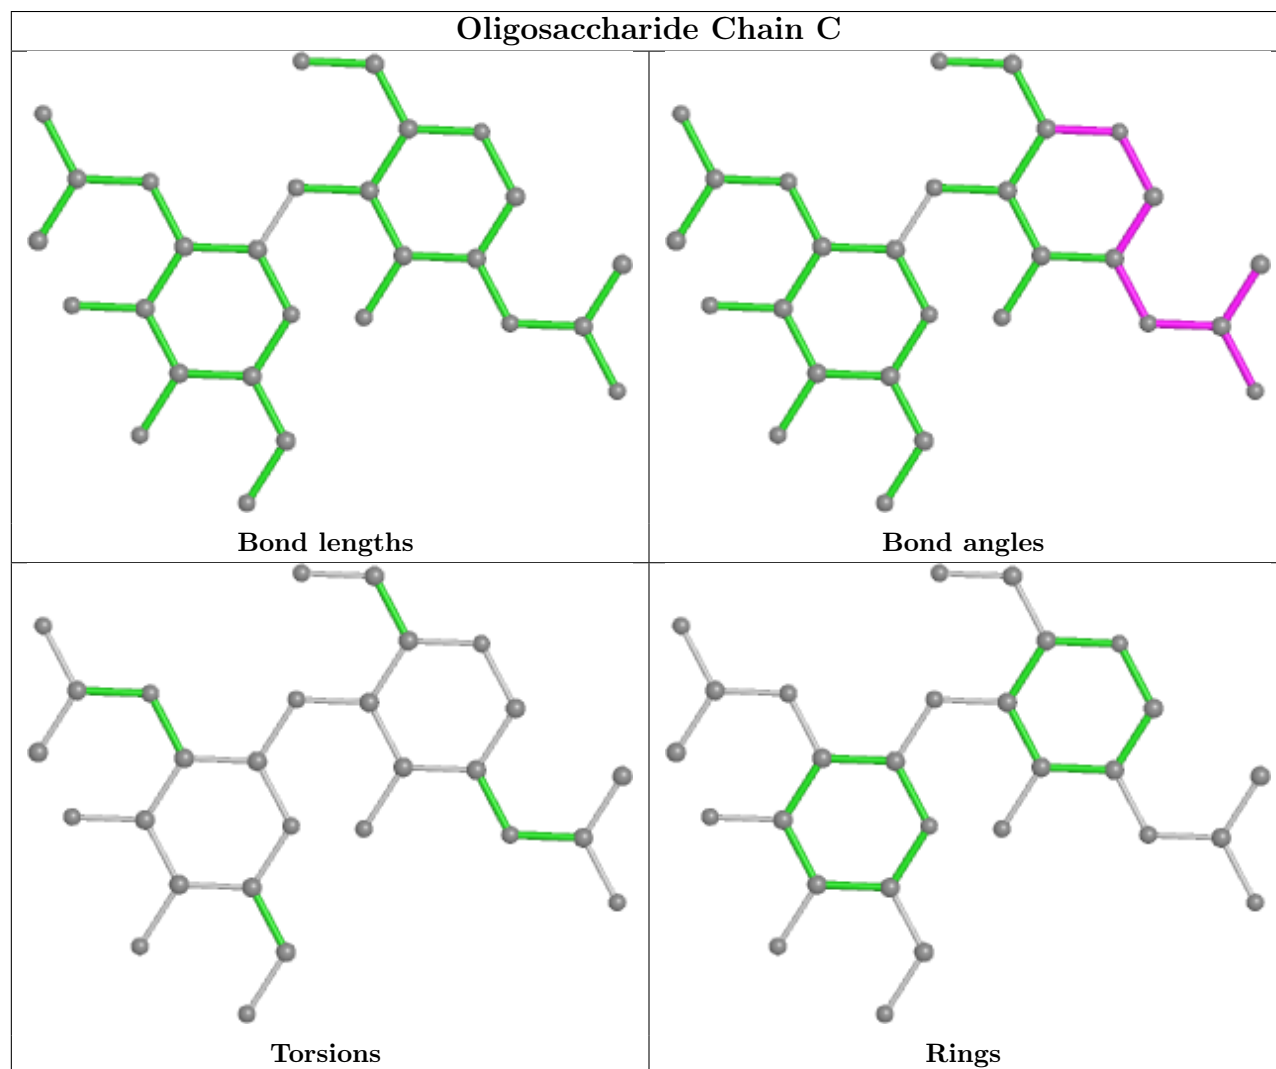 Oligosaccharide Chain C
Bond lengths
Bond angles
Torsions
Rings